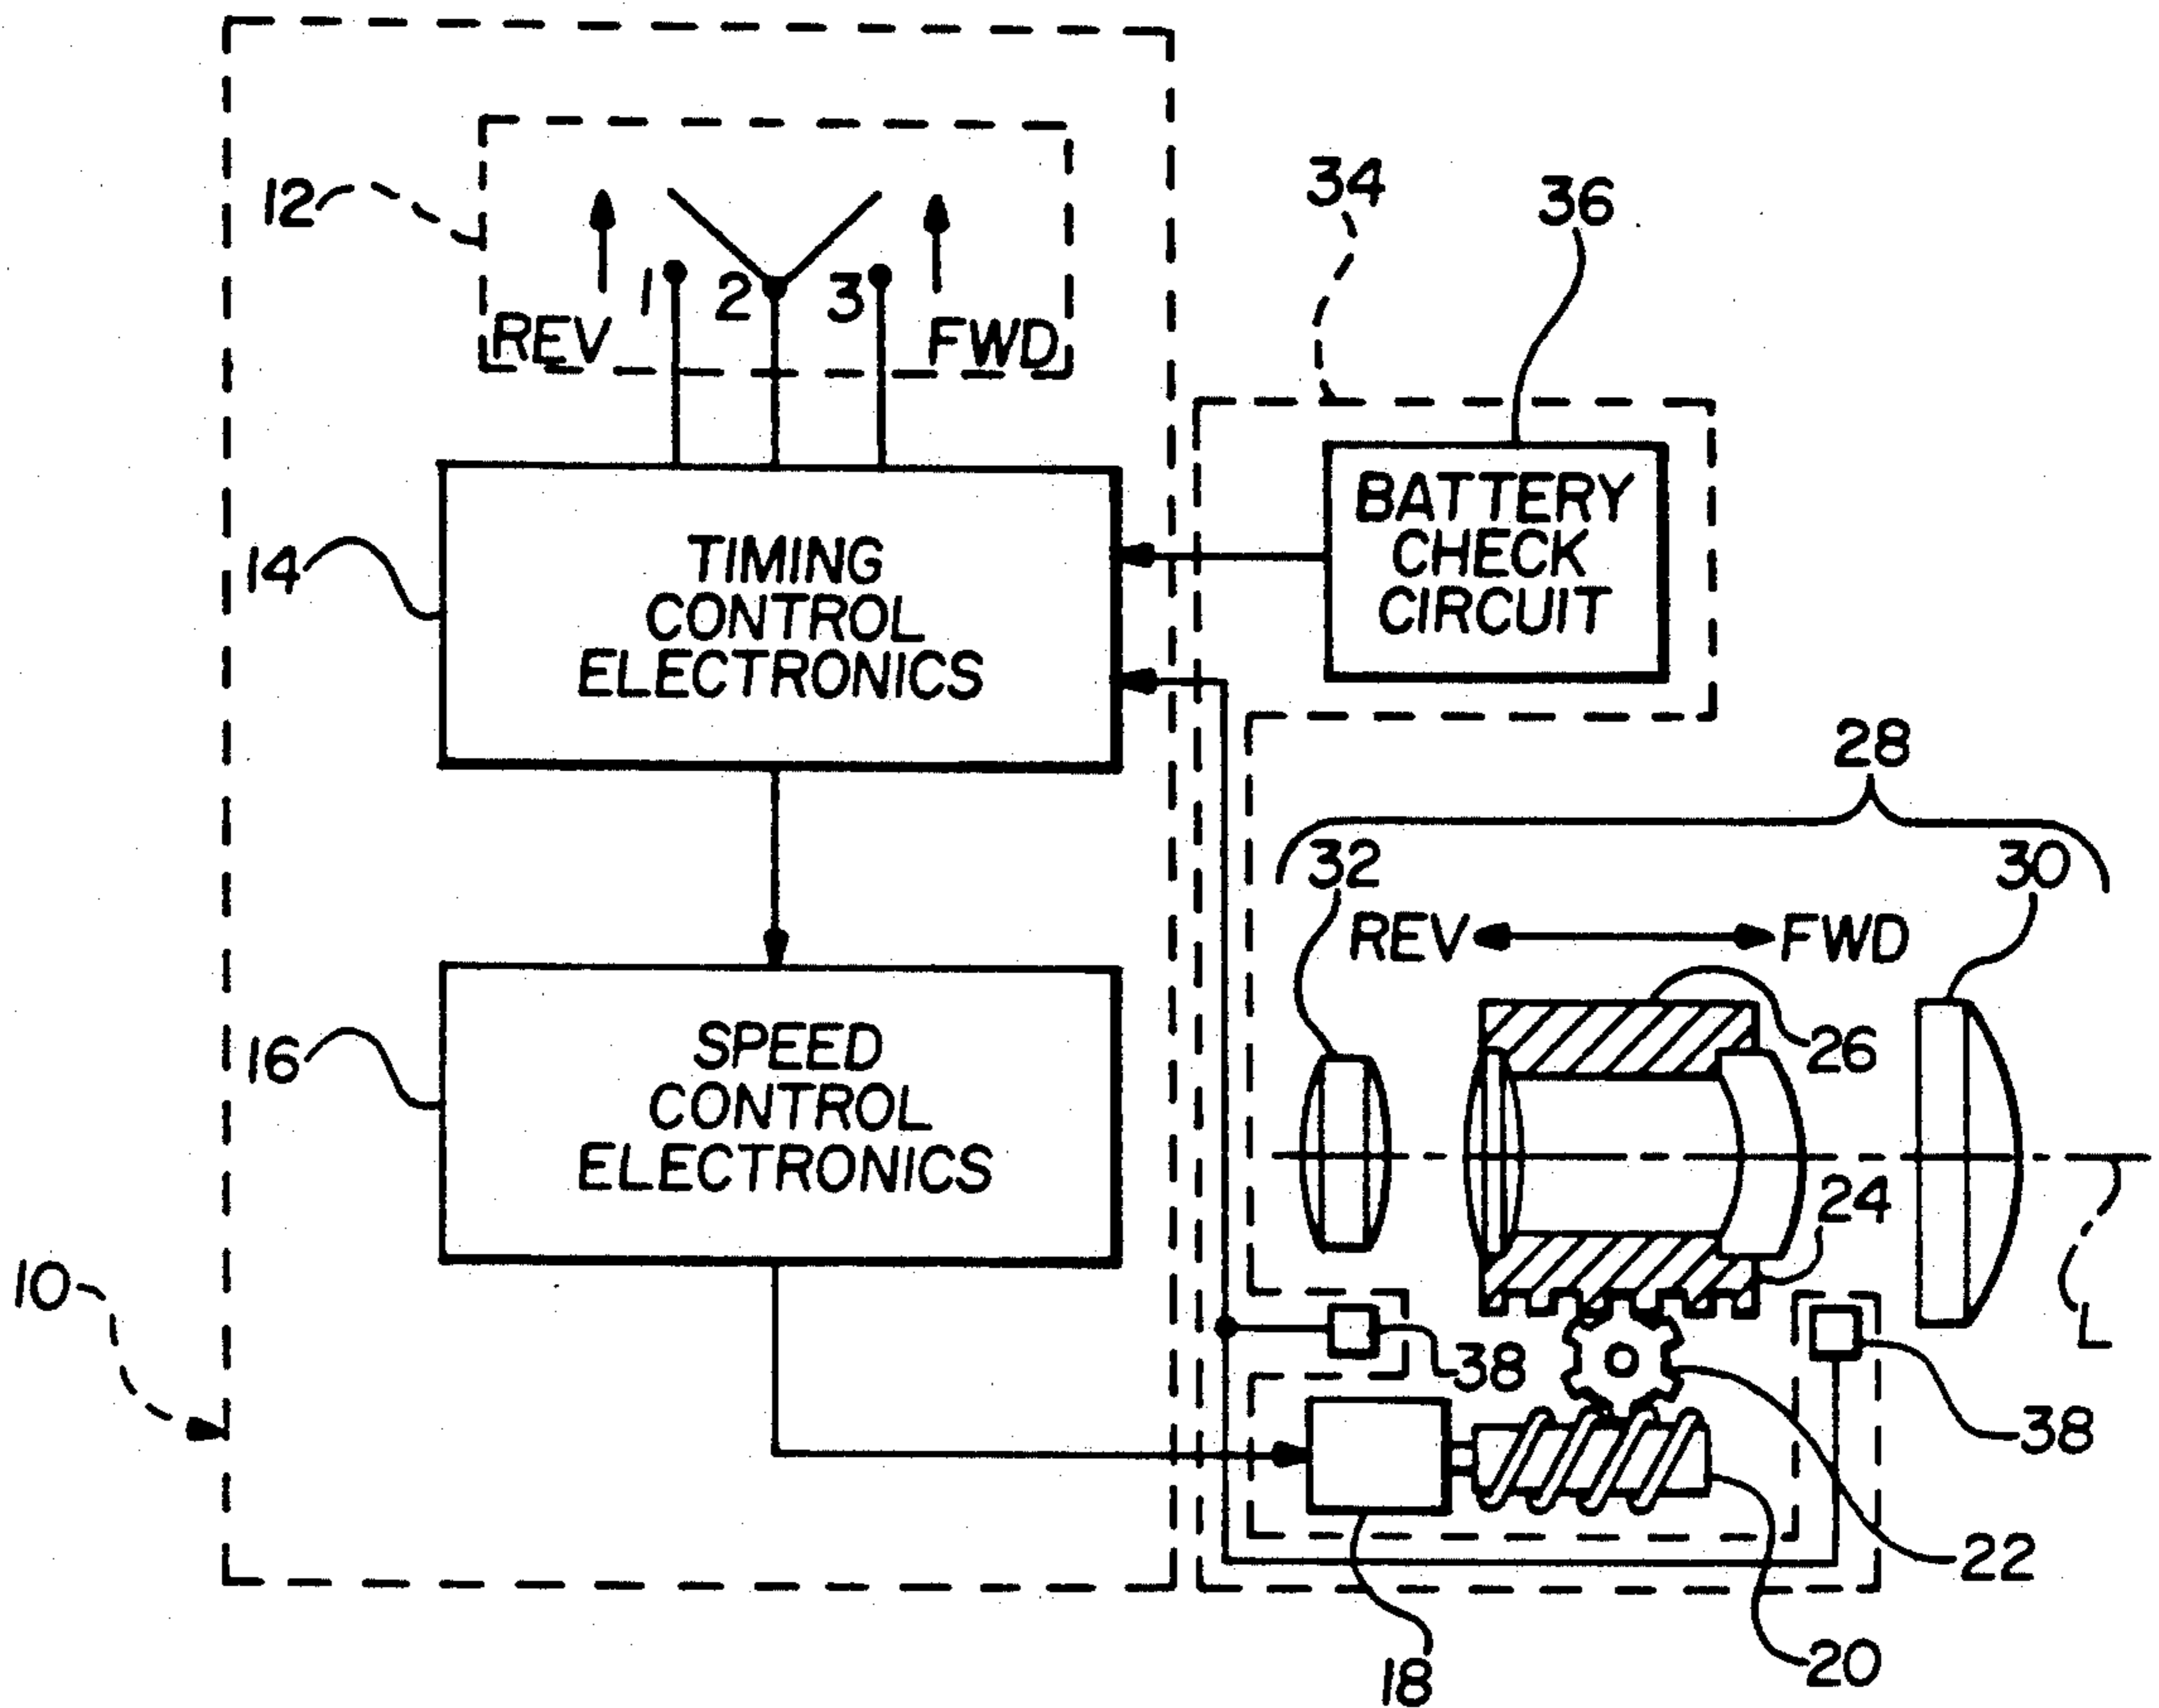 12
34
36
1
2
3
REV
FWD
BATTERY
CHECK
CIRCUIT
14
TIMING
CONTROL
ELECTRONICS
28
32
30
REV
FWD
16
SPEED
CONTROL
ELECTRONICS
26
24
10
L
38
38
22
20
18